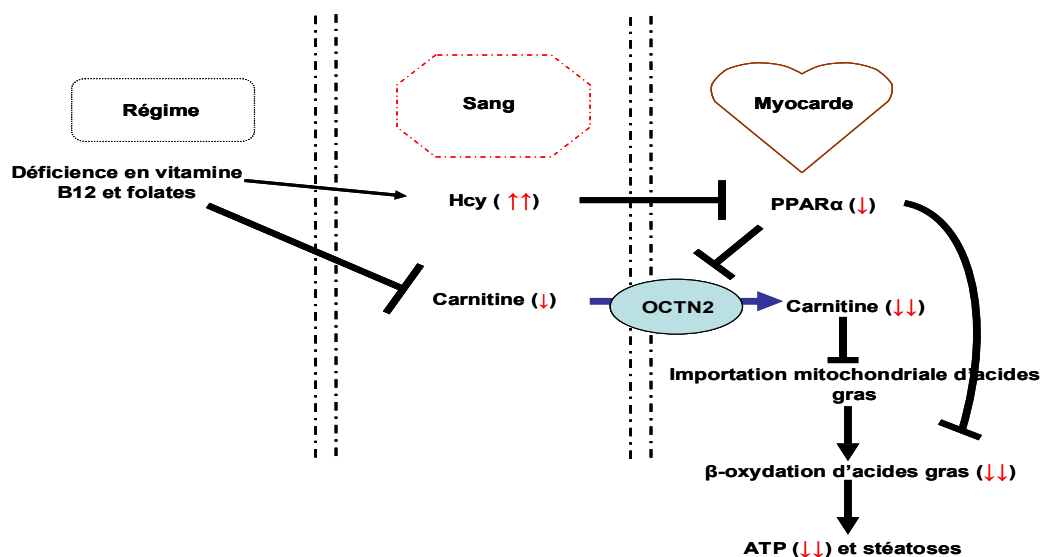 Régime
Sang
Myocarde
Déficience en vitamine
B12 et folates
Hcy ( ↑↑)
PPARα (↓)
Carnitine (↓)
OCTN2
Carnitine (↓↓)
Importation mitochondriale d'acides
gras
β-oxydation d'acides gras (↓↓)
ATP (↓↓) et stéatoses